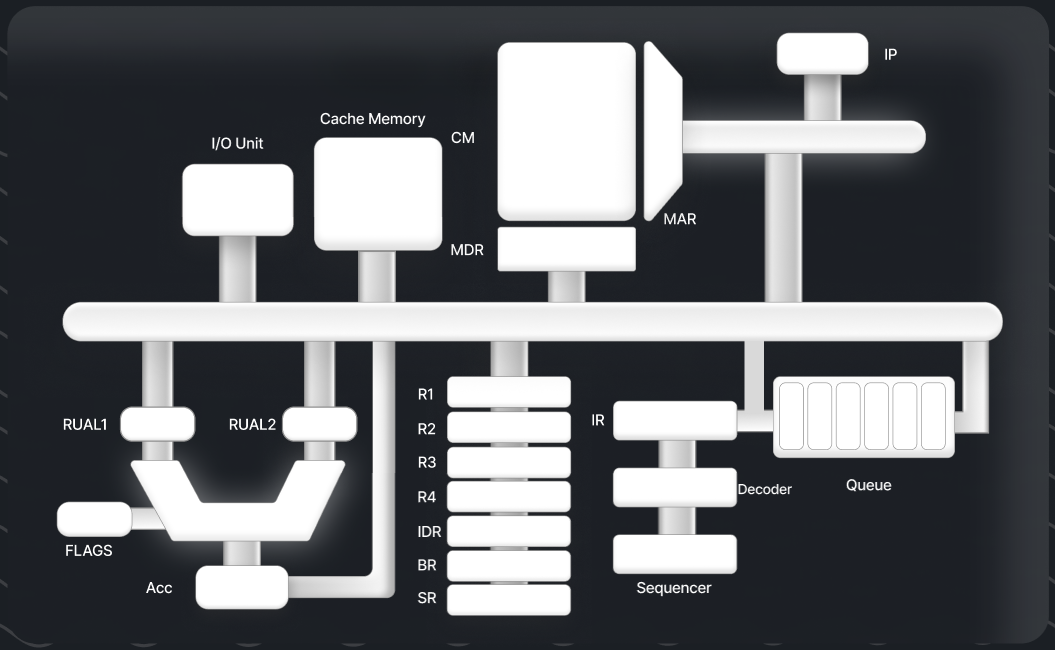 IP
Cache Memory
CM
I/O Unit
MAR
MDR
R1
RUAL1
RUAL2
R2
IR
R3
R4
Decoder
Queue
IDR
FLAGS
BR
Acc
Sequencer
SR